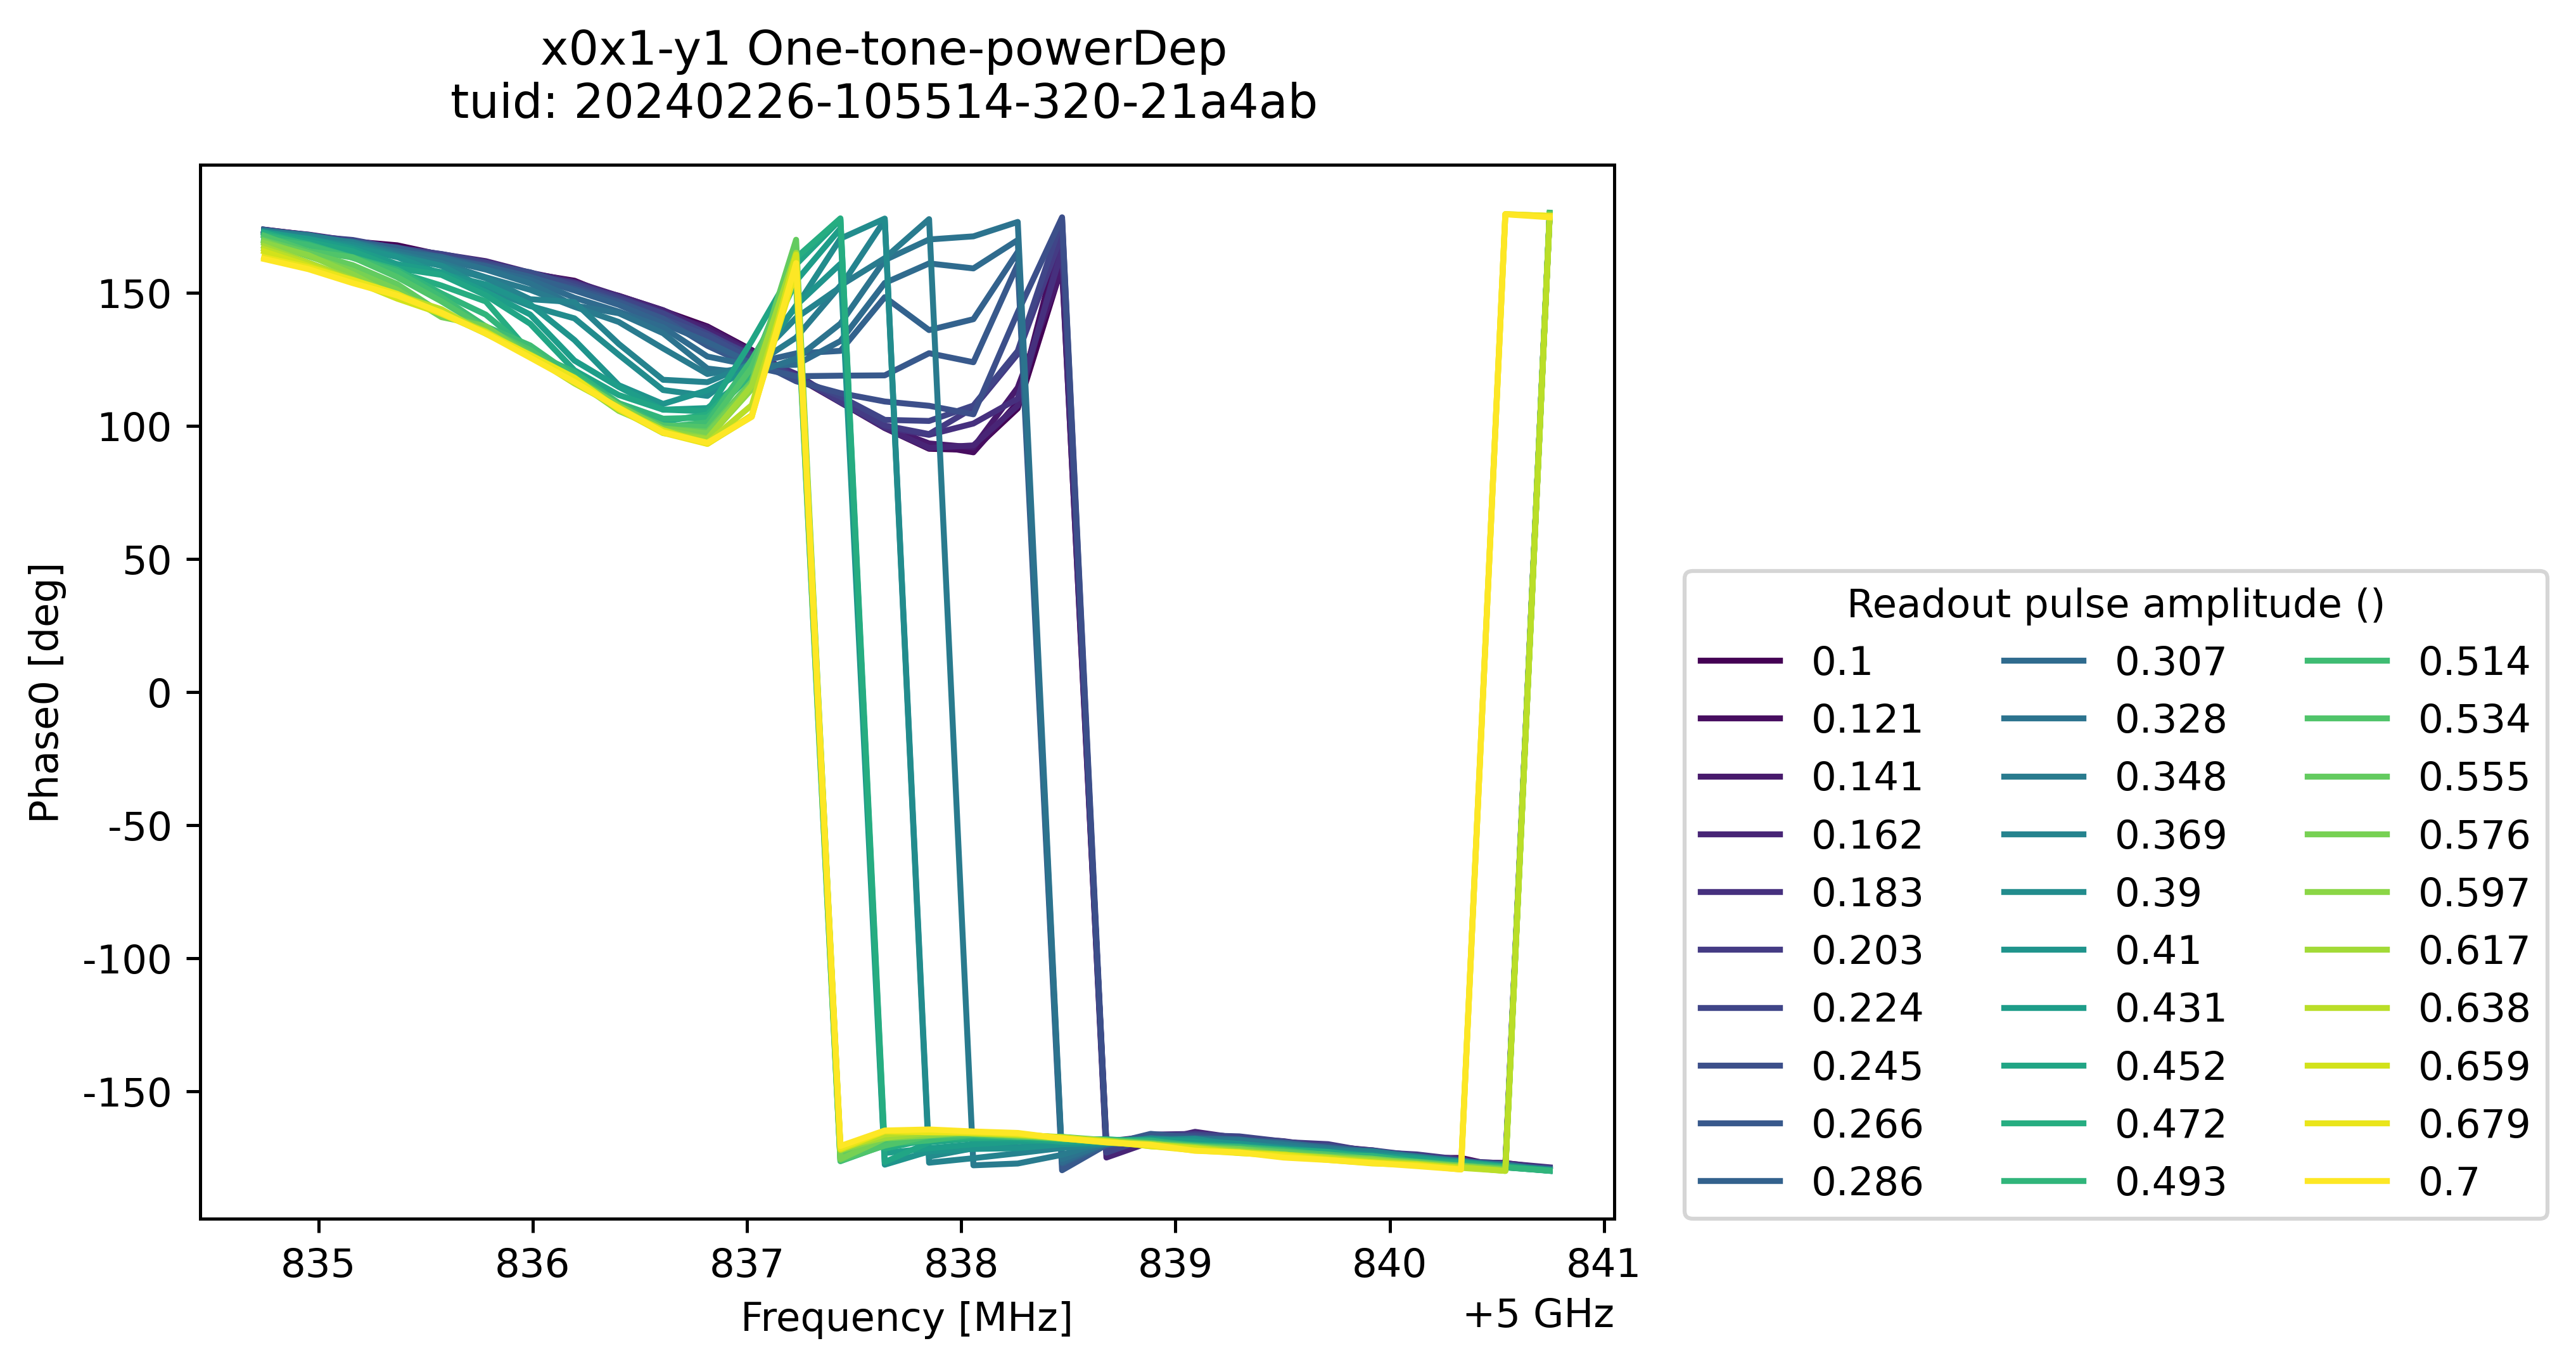 x0x1-y1 One-tone-powerDep
tuid: 20240226-105514-320-21a4ab
Phase0 [deg]
150
100
50
0
-50
-100
-150
835 836 837 838 839 840 841
Frequency [MHz]
+5 GHz
Readout pulse amplitude ()
0.1 0.307 0.514
0.121 0.328 0.534
0.141 0.348 0.555
0.162 0.369 0.576
0.183 0.39 0.597
0.203 0.41 0.617
0.224 0.431 0.638
0.245 0.452 0.659
0.266 0.472 0.679
0.286 0.493 0.7